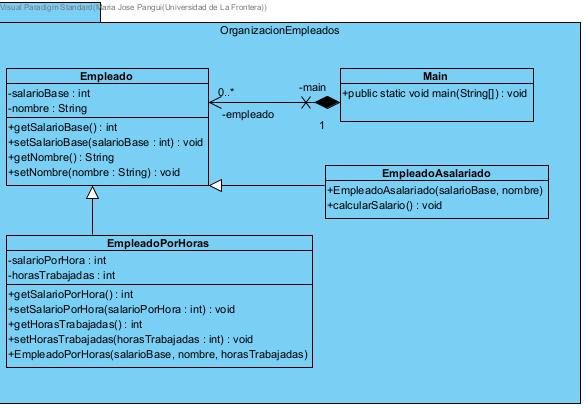 Visual Paradigm Standard(Maria Jose Pangui(Universidad de La Frontera))
OrganizacionEmpleados
Empleado
-salarioBase : int
-nombre : String
+getSalarioBase() : int
+setSalarioBase(salarioBase : int) : void
+getNombre() : String
+setNombre(nombre : String) : void
0..*
-empleado
-main
1
Main
+public static void main(String[]) : void
EmpleadoAsalariado
+EmpleadoAsalariado(salarioBase, nombre)
+calcularSalario() : void
EmpleadoPorHoras
-salarioPorHora : int
-horasTrabajadas : int
+getSalarioPorHora() : int
+setSalarioPorHora(salarioPorHora : int) : void
+getHorasTrabajadas() : int
+setHorasTrabajadas(horasTrabajadas : int) : void
+EmpleadoPorHoras(salarioBase, nombre, horasTrabajadas)